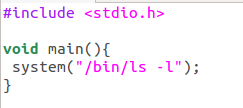 #include <stdio.h>
void main(){
system("/bin/ls -l");
}